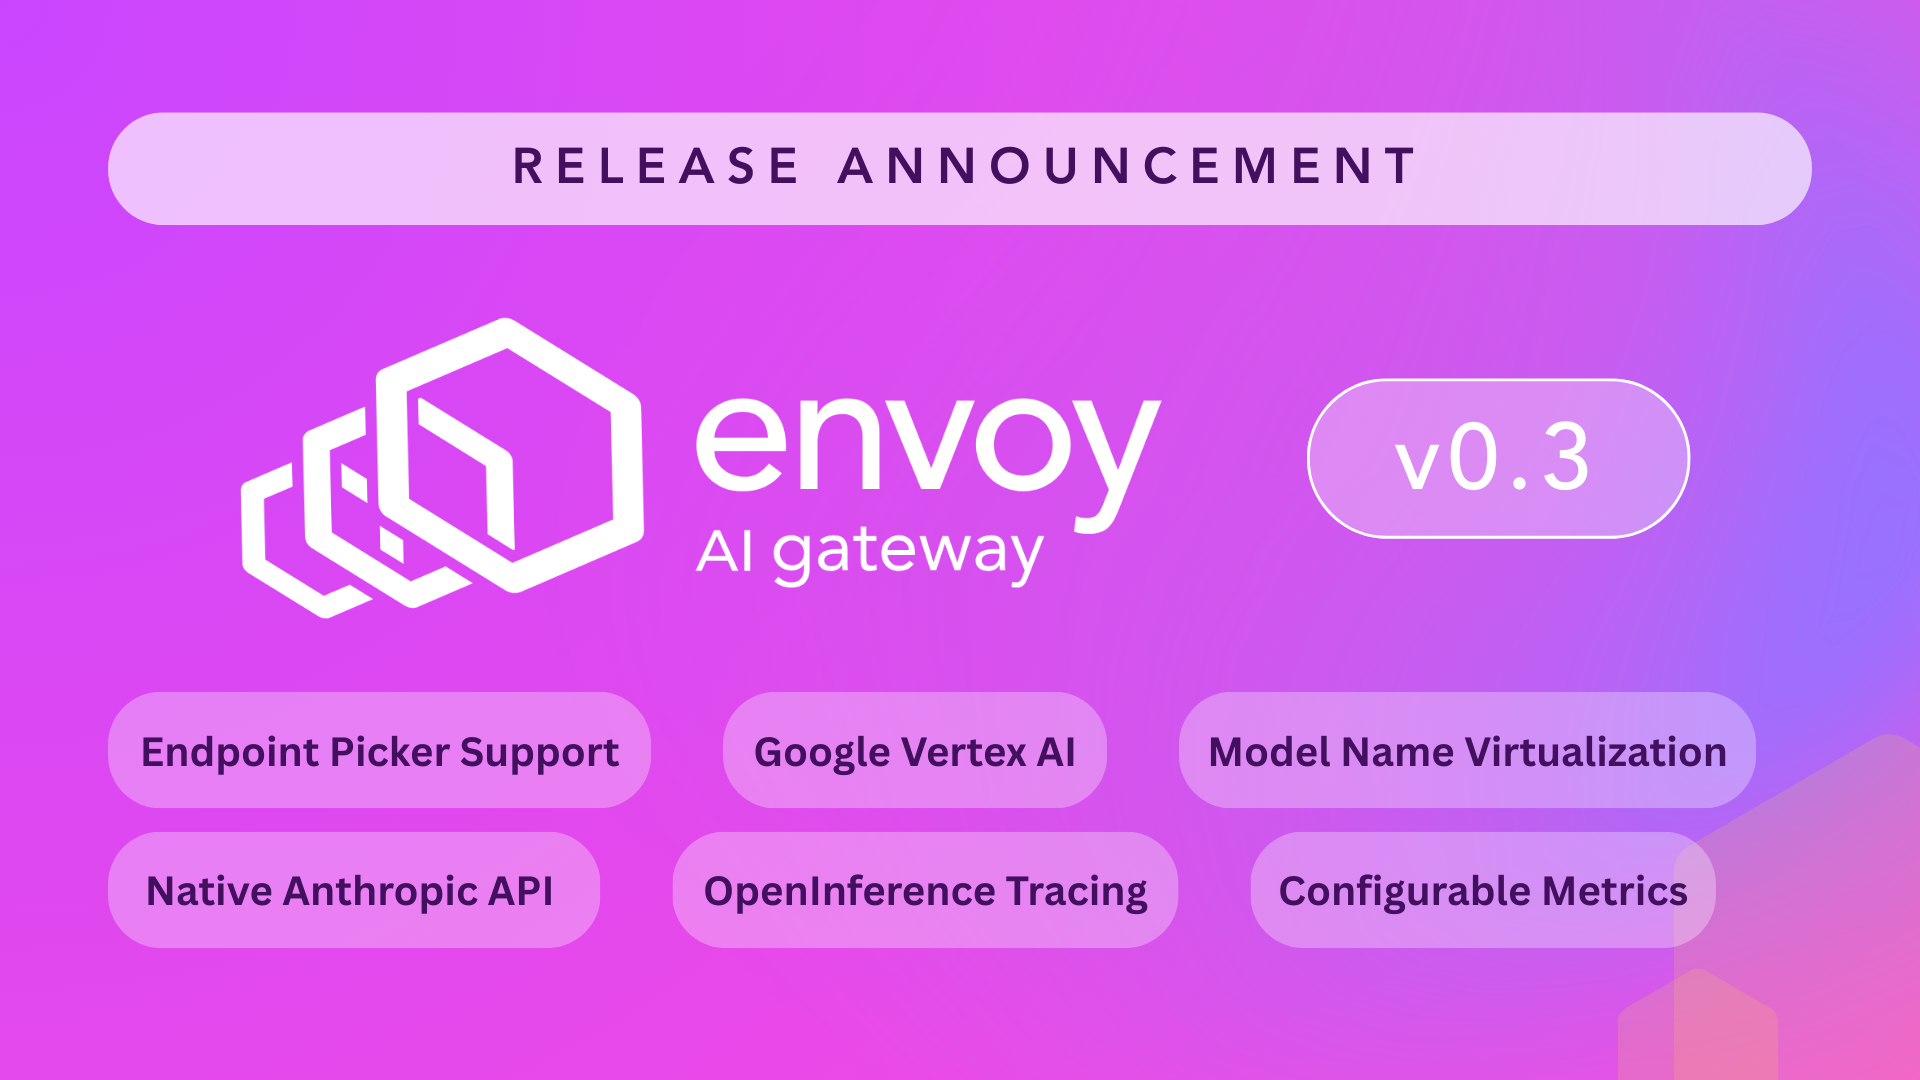 RELEASE ANNOUNCEMENT
envoy
AI gateway
v0.3
Endpoint Picker Support
Google Vertex AI
Model Name Virtualization
Native Anthropic API
OpenInference Tracing
Configurable Metrics